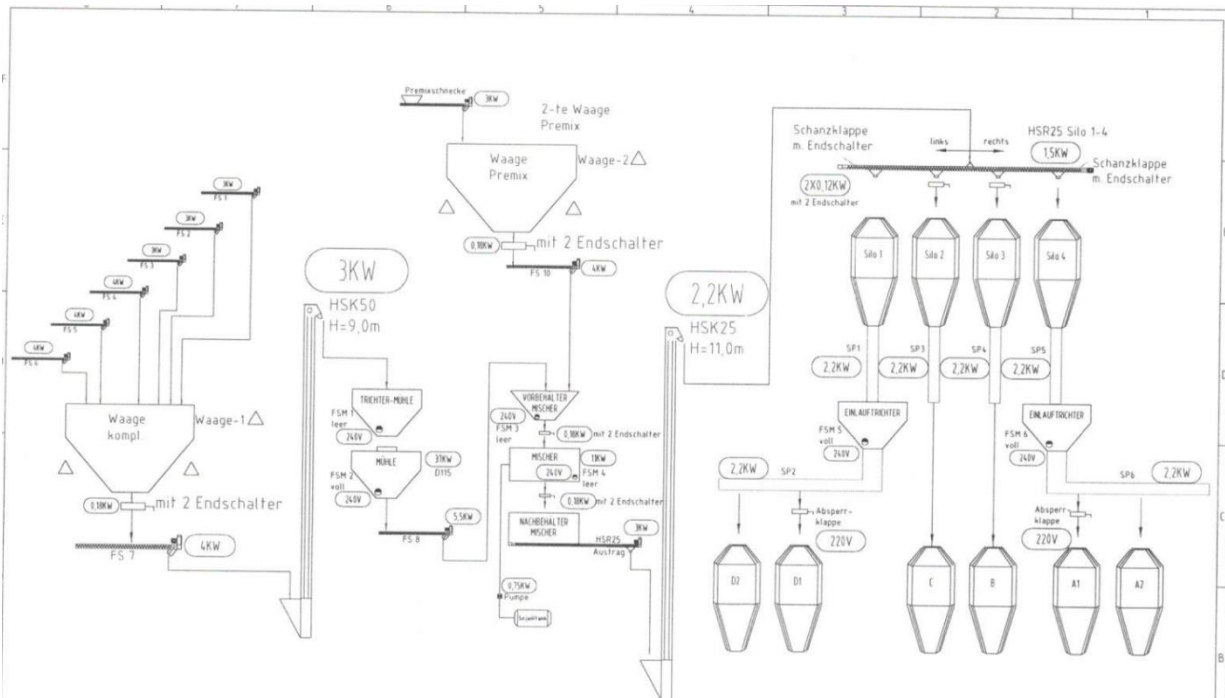 7
6
5
4
3
2
1
F
Premixschnecke
3KW
2-te Waage
Premix
Waage
Premix
Waage-2
0,18KW
mit 2 Endschalter
FS 10
4KW
3KW
FS 1
3KW
FS 2
3KW
FS 3
4KW
FS 4
4KW
FS 5
4KW
FS 6
Waage
kompl.
Waage-1
0,18KW
mit 2 Endschalter
FS 7
4KW
3KW
HSK50
H=9,0m
TRICHTER-MÜHLE
FSM 1
leer
240V
MÜHLE
37KW
D115
FSM 2
voll
240V
5,5KW
FS 8
VORBEHALTER
MISCHER
240V
FSM 3
leer
0,18KW
mit 2 Endschalter
MISCHER
11KW
240V
FSM 4
leer
0,18KW
mit 2 Endschalter
NACHBEHALTER
MISCHER
HSR25
Austrag
3KW
0,75KW
Pumpe
2,2KW
HSK25
H=11,0m
Schanzklappe
m. Endschalter
links
rechts
HSR25 Silo 1-4
1,5KW
Schanzklappe
m. Endschalter
2X0,12KW
mit 2 Endschalter
Silo 1
Silo 2
Silo 3
Silo 4
SP1
2,2KW
SP3
2,2KW
SP4
2,2KW
SP5
2,2KW
EINLAUFTRICHTER
FSM 5
voll
240V
EINLAUFTRICHTER
FSM 6
voll
240V
2,2KW
SP2
SP6
2,2KW
Absperr-
klappe
220V
Absperr-
klappe
220V
D2
D1
C
B
A1
A2
D
C
B